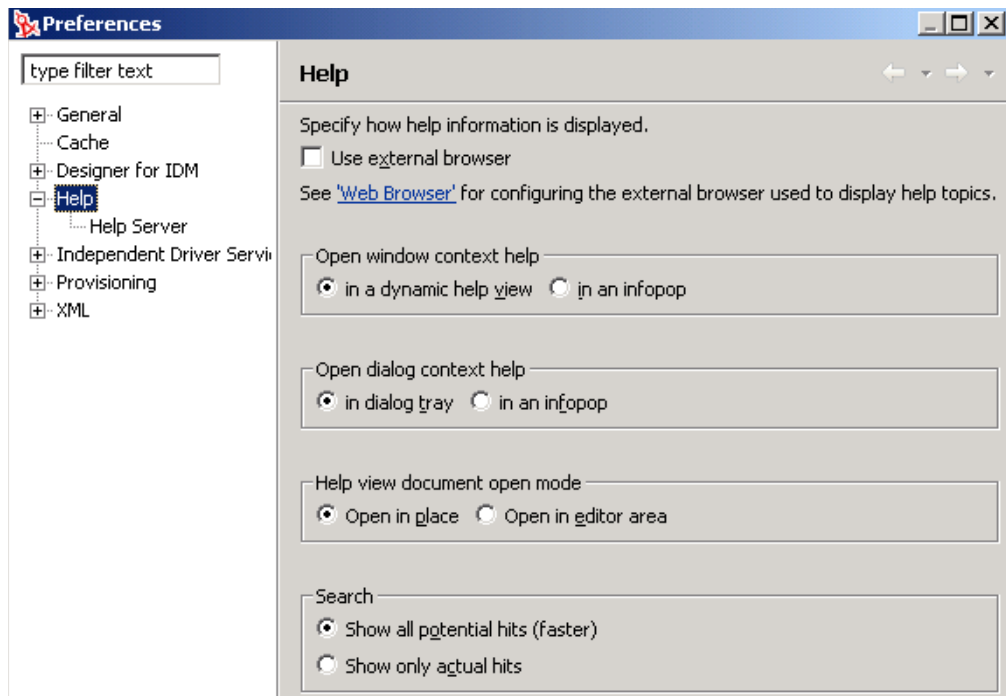 Preferences
type filter text
General
Cache
Designer for IDM
Help
Help Server
Independent Driver Servi
Provisioning
XML
Help
Specify how help information is displayed.
Use external browser
See 'Web Browser' for configuring the external browser used to display help topics.
Open window context help
in a dynamic help view in an infopop
Open dialog context help
in dialog tray in an infopop
Help view document open mode
Open in place Open in editor area
Search
Show all potential hits (faster)
Show only actual hits